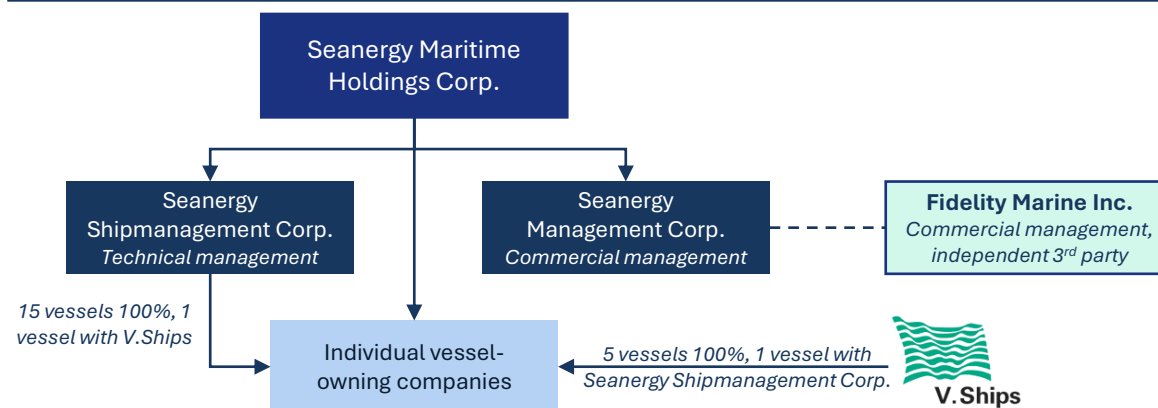 Seanergy Maritime
Holdings Corp.
Seanergy
Shipmanagement Corp.
Technical management
Seanergy
Management Corp.
Commercial management
Fidelity Marine Inc.
Commercial management,
independent 3rd party
15 vessels 100%, 1
vessel with V.Ships
Individual vessel-
owning companies
5 vessels 100%, 1 vessel with
Seanergy Shipmanagement Corp.
V.Ships